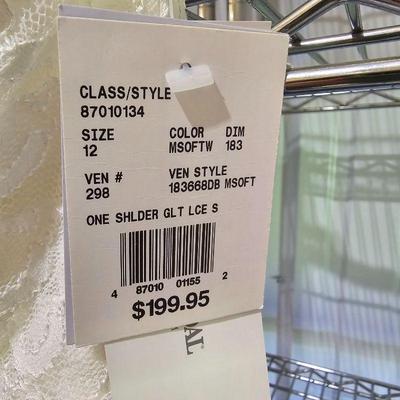 CLASS/STYLE
87010134
SIZE COLOR DIM
12 MSOFTW 183
VEN # VEN STYLE
298 183668DB MSOFT
ONE SHLDER GLT LCE S
4 87010 01155 2
$199.95